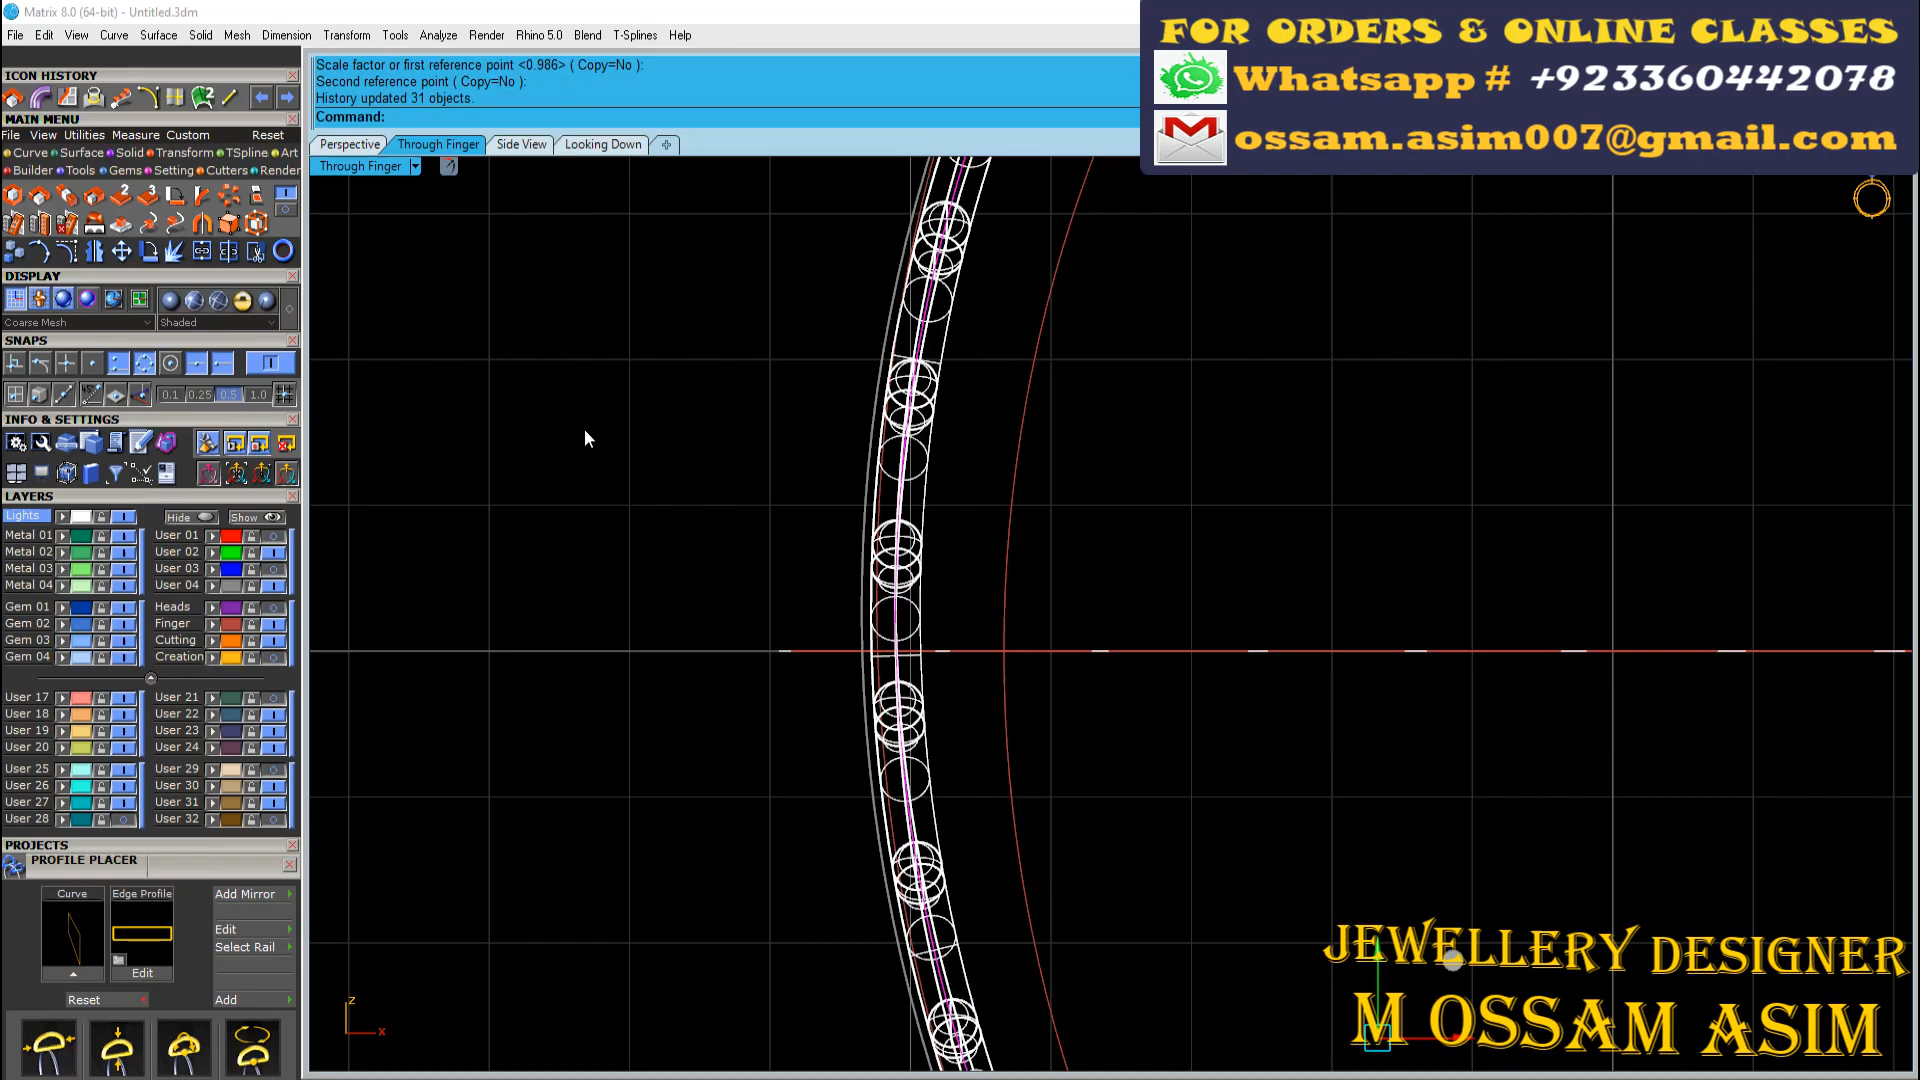 Matrix 8.0 (64-bit) - Untitled.3dm
File Edit View Curve Surface Solid Mesh Dimension Transform Tools Analyze Render Rhino 5.0 Blend T-Splines Help
FOR ORDERS & ONLINE CLASSES
Whatsapp # +923360442078
ossam.asim007@gmail.com
Scale factor or first reference point <0.986> ( Copy=No ):
Second reference point ( Copy=No ):
History updated 31 objects.
Command:
Perspective Through Finger Side View Looking Down
Through Finger
ICON HISTORY
MAIN MENU
File View Utilities Measure Custom Reset
Curve Surface Solid Transform TSpline Art
Builder Tools Gems Setting Cutters Render
DISPLAY
Coarse Mesh Shaded
SNAPS
0.1 0.25 0.5 1.0
INFO & SETTINGS
LAYERS
Lights Hide Show
Metal 01 User 01
Metal 02 User 02
Metal 03 User 03
Metal 04 User 04
Gem 01 Heads
Gem 02 Finger
Gem 03 Cutting
Gem 04 Creation
User 17 User 21
User 18 User 22
User 19 User 23
User 20 User 24
User 25 User 29
User 26 User 30
User 27 User 31
User 28 User 32
PROJECTS
PROFILE PLACER
Curve Edge Profile Add Mirror
Edit
Select Rail
Edit
Reset Add
z
x
JEWELLERY DESIGNER
M OSSAM ASIM